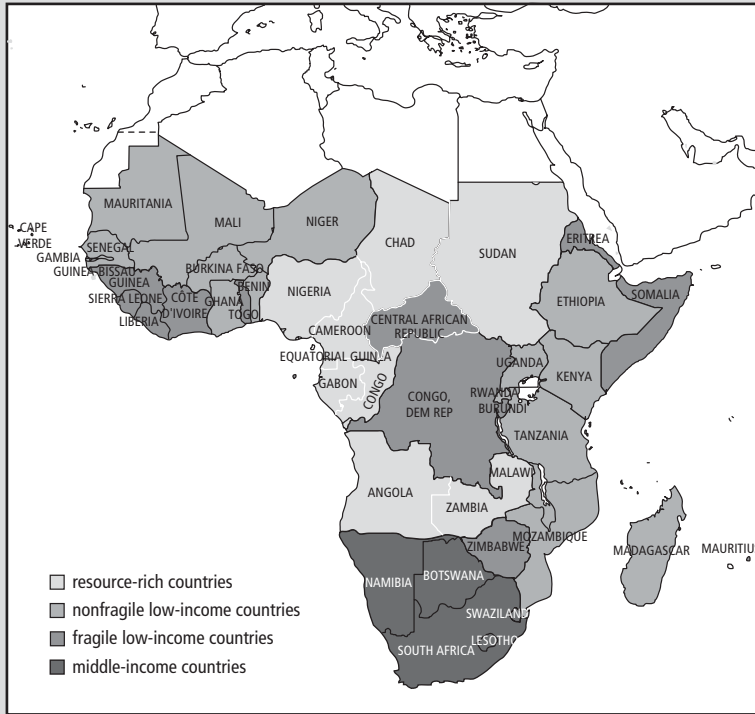 CAPE
VERDE
MAURITANIA
MALI
NIGER
CHAD
SUDAN
ERITREA
SENEGAL
GAMBIA
GUINEA-BISSAU
GUINEA
SIERRA LEONE
LIBERIA
CÔTE
D'IVOIRE
BURKINA FASO
GHANA
TOGO
BENIN
NIGERIA
CAMEROON
CENTRAL AFRICAN
REPUBLIC
ETHIOPIA
SOMALIA
EQUATORIAL GUINEA
GABON
CONGO
CONGO,
DEM REP
UGANDA
KENYA
RWANDA
BURUNDI
TANZANIA
ANGOLA
ZAMBIA
MALAWI
MOZAMBIQUE
ZIMBABWE
MADAGASCAR
MAURITIU
NAMIBIA
BOTSWANA
SWAZILAND
LESOTHO
SOUTH AFRICA
resource-rich countries
nonfragile low-income countries
fragile low-income countries
middle-income countries